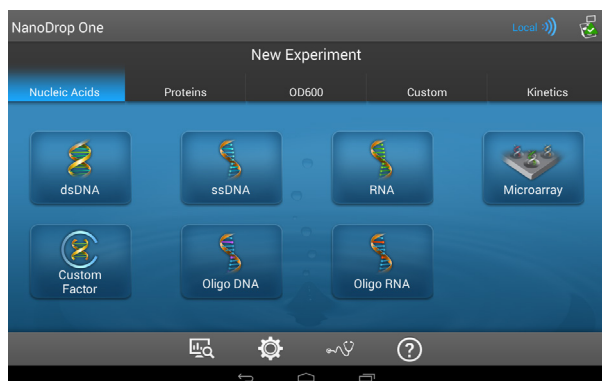 NanoDrop One
Local
New Experiment
Nucleic Acids
Proteins
OD600
Custom
Kinetics
dsDNA
ssDNA
RNA
Microarray
Custom
Factor
Oligo DNA
Oligo RNA
?